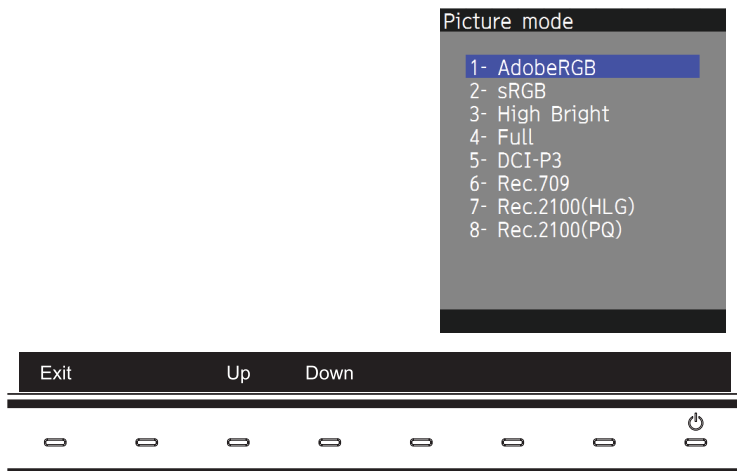 Picture mode
1- AdobeRGB
2- sRGB
3- High Bright
4- Full
5- DCI-P3
6- Rec.709
7- Rec.2100(HLG)
8- Rec.2100(PQ)
Exit Up Down